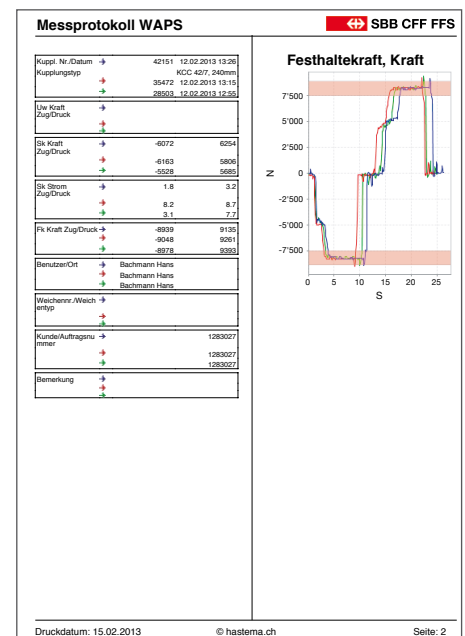 Messprotokoll WAPS
SBB CFF FFS
Kuppl. Nr./Datum 42151 12.02.2013 13:26
Kupplungstyp KCC 42/7, 240mm
35472 12.02.2013 13:15
28503 12.02.2013 12:55
Uw Kraft
Zug/Druck
Sk Kraft -6072 6254
Zug/Druck
-6163 5806
-5528 5685
Sk Strom 1.8 3.2
Zug/Druck
8.2 8.7
3.1 7.7
Fk Kraft Zug/Druck -8939 9135
-9048 9261
-8978 9393
Benutzer/Ort Bachmann Hans
Bachmann Hans
Bachmann Hans
Weichennr./Weich
entyp
Kunde/Auftragsnu 1283027
mmer
1283027
1283027
Bemerkung
Festhaltekraft, Kraft
7'500
5'000
2'500
0
-2'500
-5'000
-7'500
N
0 5 10 15 20 25
S
Druckdatum: 15.02.2013 © hastema.ch Seite: 2